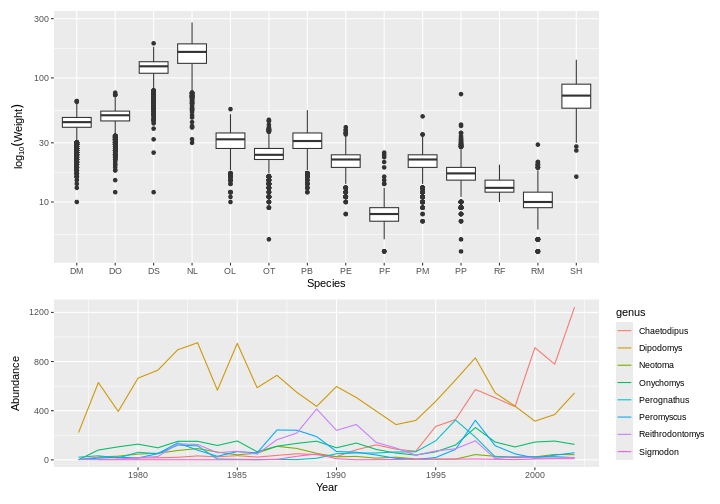 300
100
30
10
log10(Weight)
DM DO DS NL OL OT PB PE PF PM PP RF RM SH
Species
1200
800
400
0
Abundance
1980 1985 1990 1995 2000
Year
genus
Chaetodipus
Dipodomys
Neotoma
Onychomys
Perognathus
Peromyscus
Reithrodontomys
Sigmodon